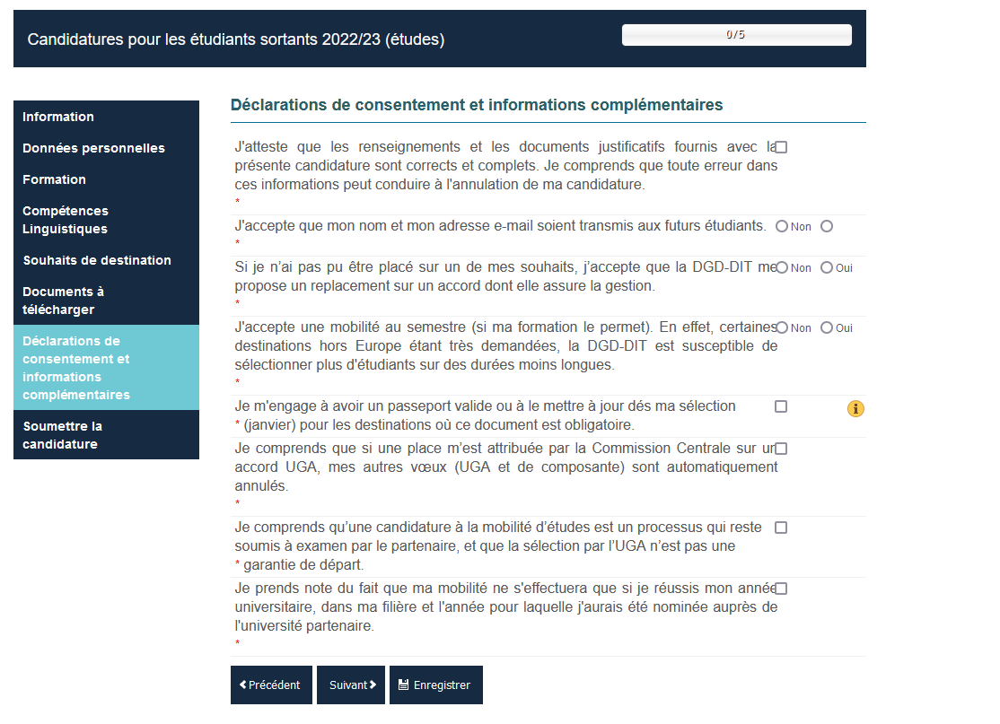 Candidatures pour les étudiants sortants 2022/23 (études)
0/5
Information
Données personnelles
Formation
Compétences
Linguistiques
Souhaits de destination
Documents à
télécharger
Déclarations de
consentement et
informations
complémentaires
Soumettre la
candidature
Déclarations de consentement et informations complémentaires
J'atteste que les renseignements et les documents justificatifs fournis avec la
présente candidature sont corrects et complets. Je comprends que toute erreur dans
ces informations peut conduire à l'annulation de ma candidature.
*
J'accepte que mon nom et mon adresse e-mail soient transmis aux futurs étudiants. Non
*
Si je n’ai pas pu être placé sur un de mes souhaits, j’accepte que la DGD-DIT me Non Oui
propose un replacement sur un accord dont elle assure la gestion.
*
J'accepte une mobilité au semestre (si ma formation le permet). En effet, certaines Non Oui
destinations hors Europe étant très demandées, la DGD-DIT est susceptible de
sélectionner plus d'étudiants sur des durées moins longues.
*
Je m'engage à avoir un passeport valide ou à le mettre à jour dés ma sélection
* (janvier) pour les destinations où ce document est obligatoire.
Je comprends que si une place m’est attribuée par la Commission Centrale sur un
accord UGA, mes autres vœux (UGA et de composante) sont automatiquement
annulés.
*
Je comprends qu’une candidature à la mobilité d’études est un processus qui reste
soumis à examen par le partenaire, et que la sélection par l’UGA n’est pas une
* garantie de départ.
Je prends note du fait que ma mobilité ne s'effectuera que si je réussis mon année
universitaire, dans ma filière et l'année pour laquelle j'aurais été nominée auprès de
l'université partenaire.
*
Précédent
Suivant
Enregistrer